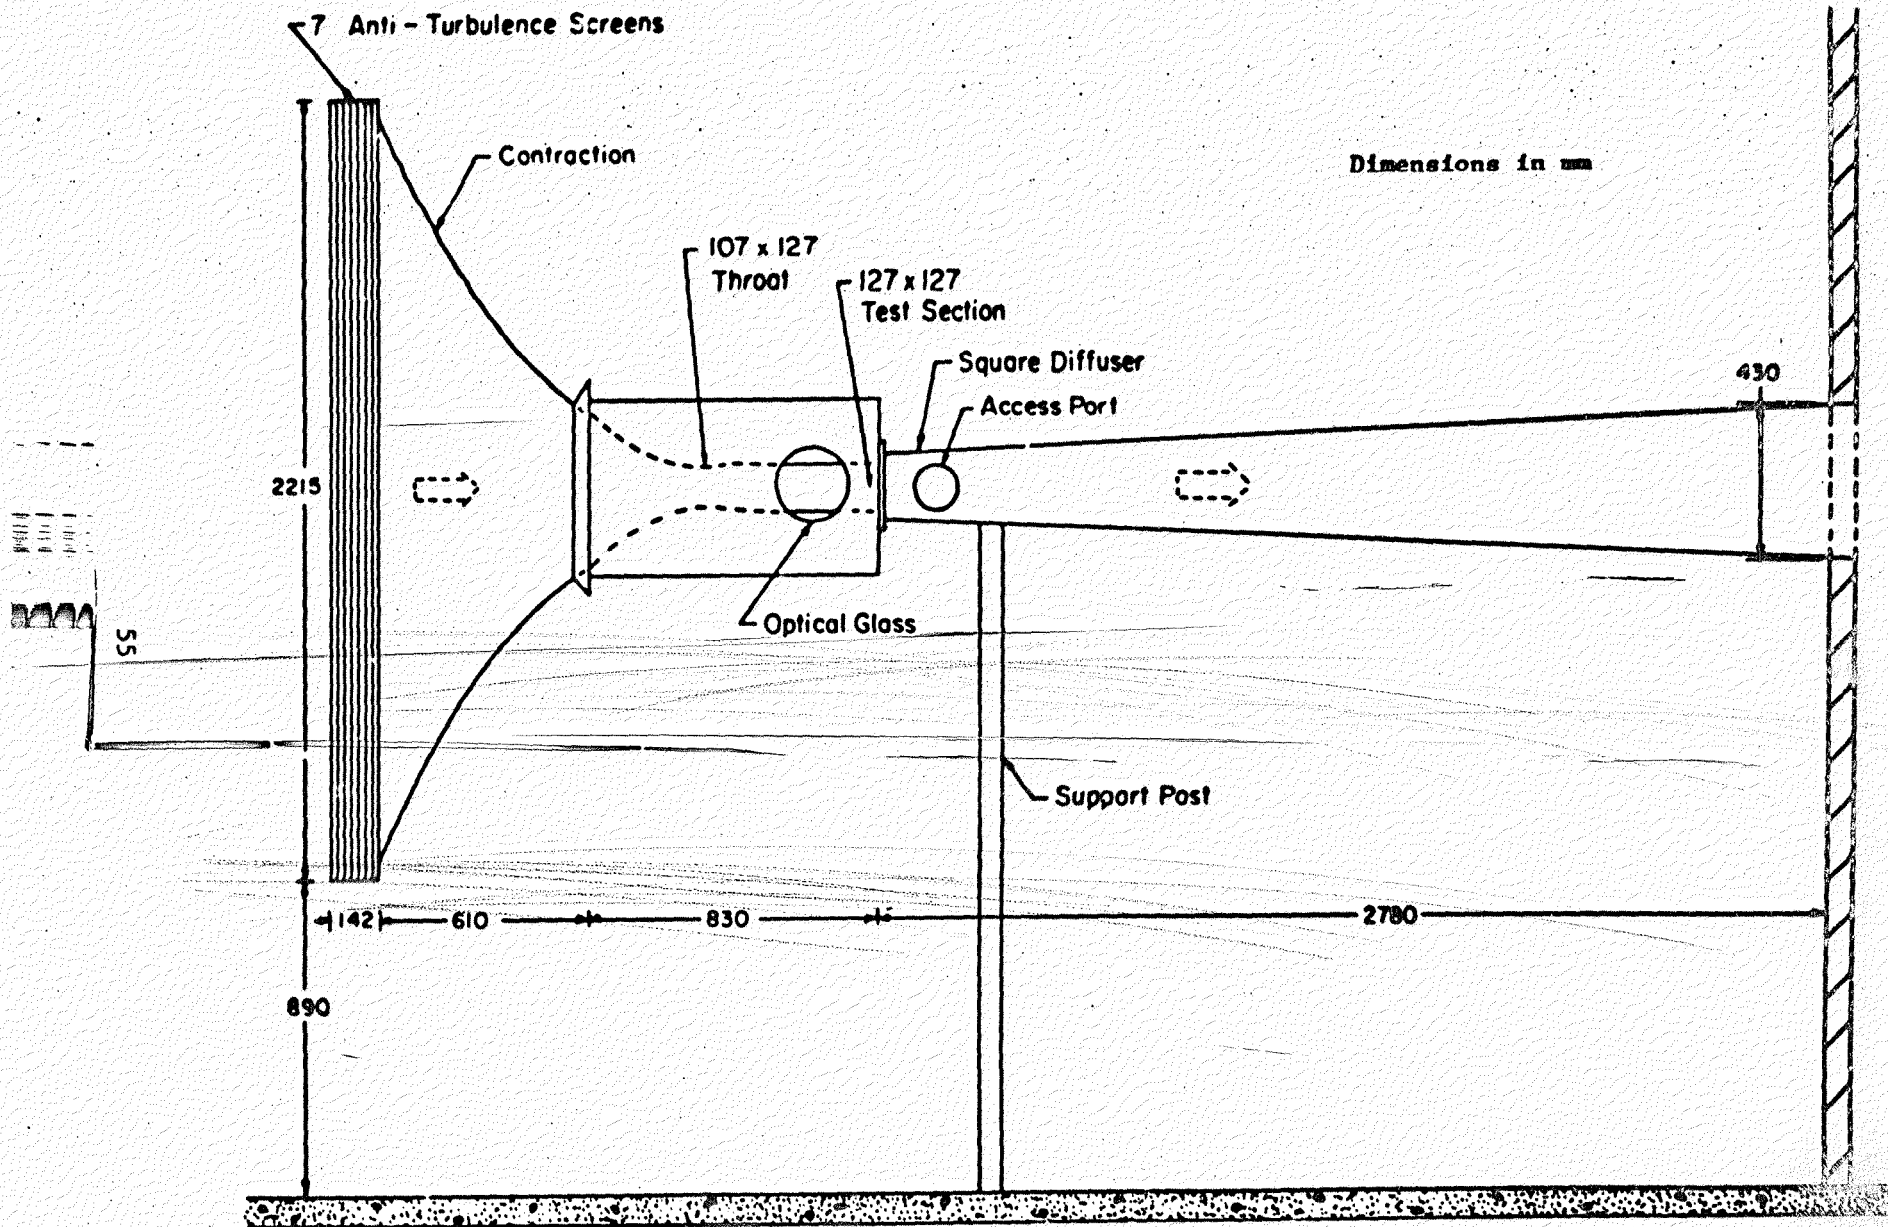 7 Anti - Turbulence Screens
Contraction
Dimensions in mm
107 x 127
Throat
127 x 127
Test Section
Square Diffuser
Access Port
430
2215
Optical Glass
55
Support Post
142
610
830
2780
890